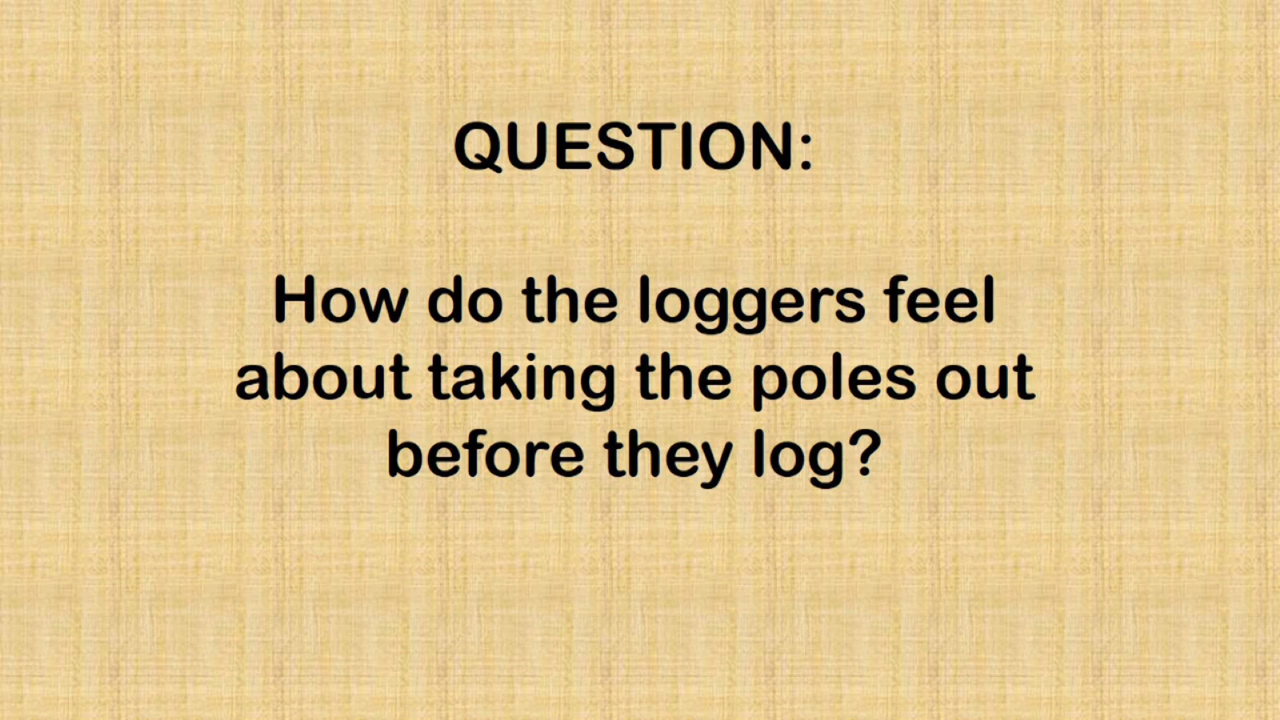 QUESTION:
How do the loggers feel
about taking the poles out
before they log?